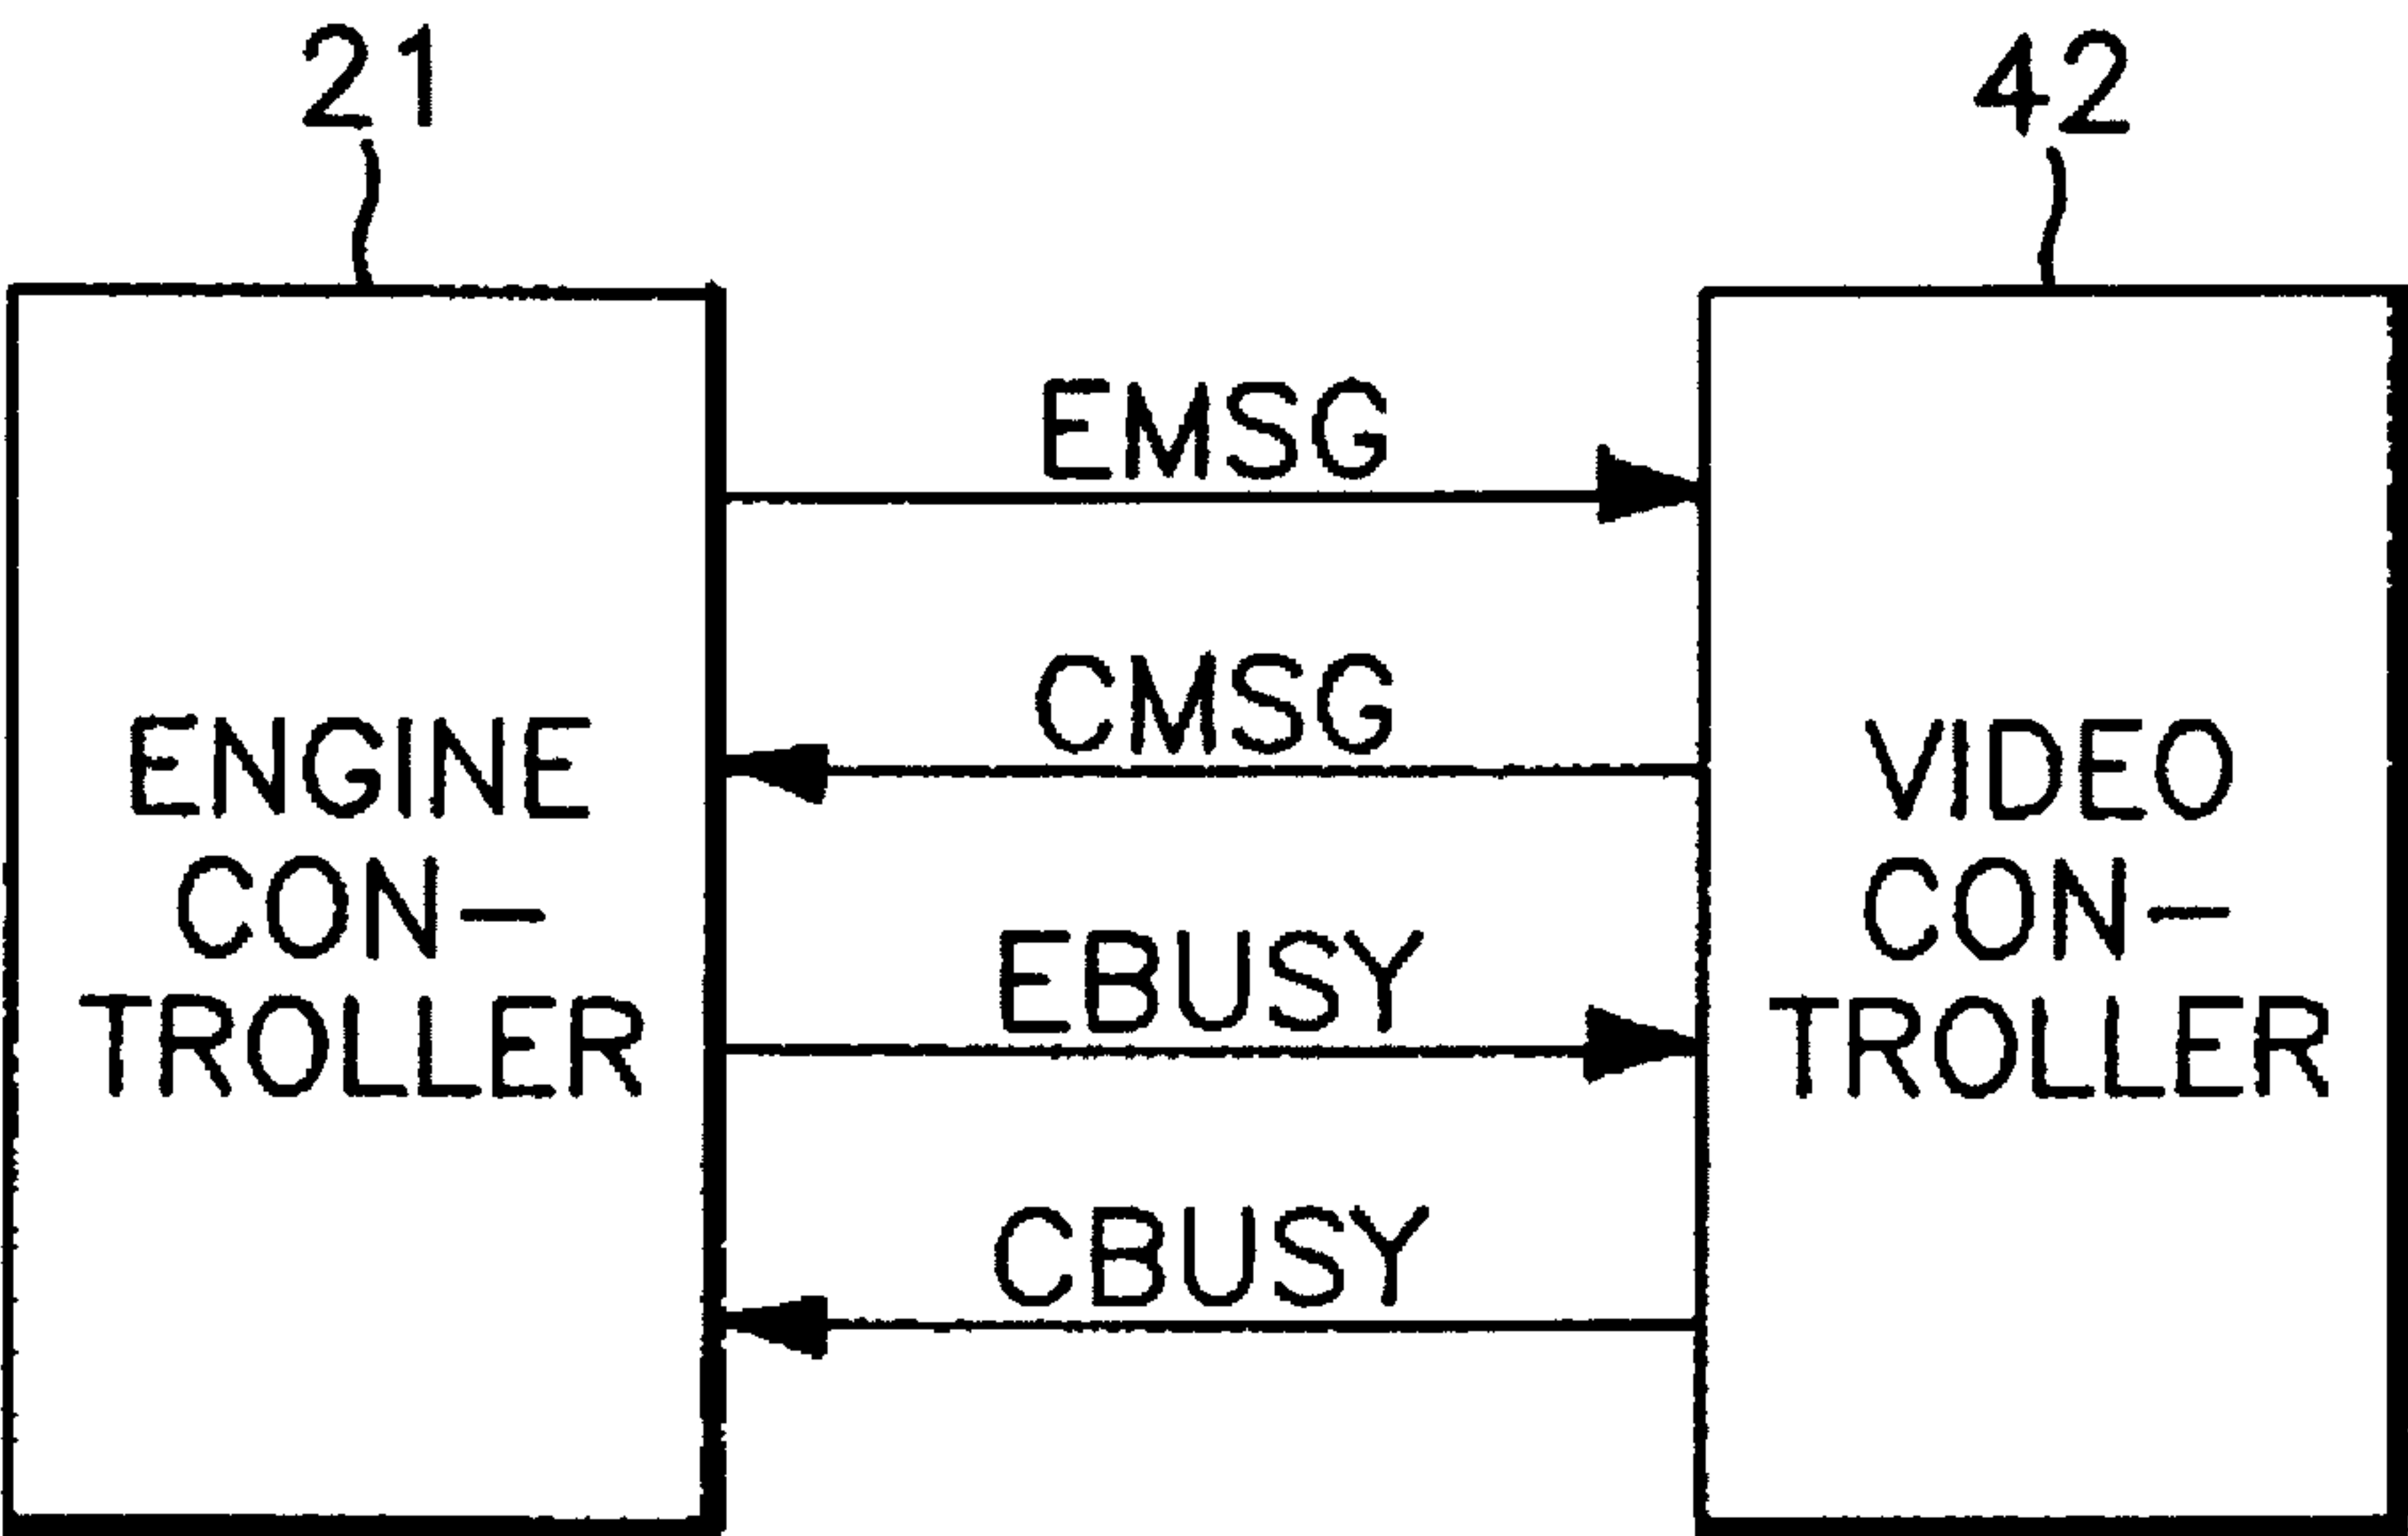 21
42
EMSG
CMSG
ENGINE
CON-
TROLLER
VIDEO
CON-
TROLLER
EBUSY
CBUSY